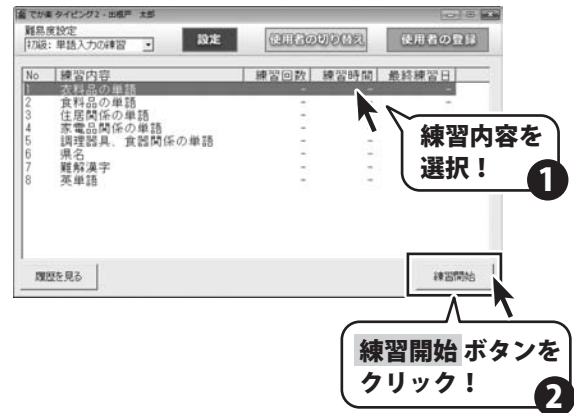 でか楽タイピング2 - 出根戸 太郎
難易度設定
初級: 単語入力の練習
設定
使用者の切り替え
使用者の登録
No 練習内容 練習回数 練習時間 最終練習日
1 衣料品の単語 - - -
2 食料品の単語 - - -
3 住居関係の単語 - -
4 家電品関係の単語 - -
5 調理器具、食器関係の単語 - -
6 県名 - -
7 難解漢字 - -
8 英単語 - -
練習内容を
選択！
1
履歴を見る
練習開始
練習開始 ボタンを
クリック！
2